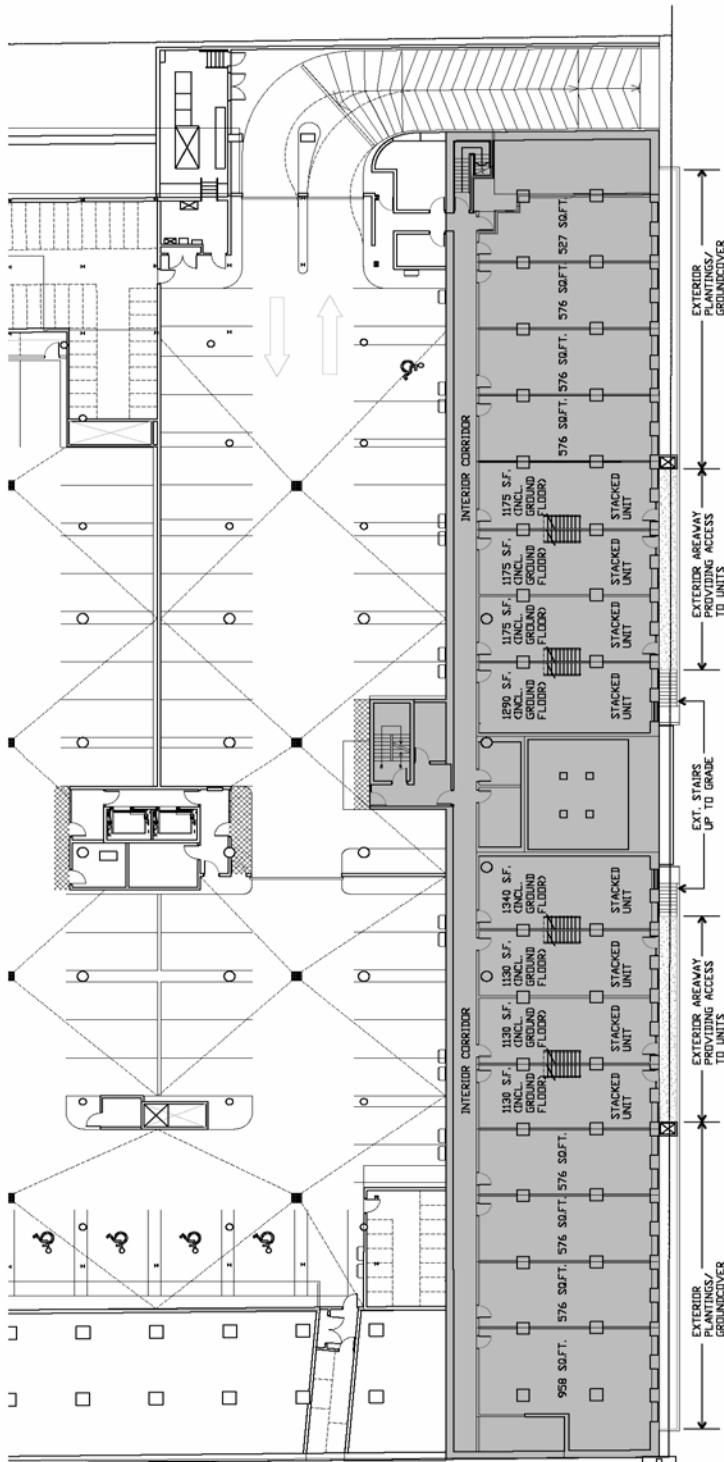 INTERIOR CORRIDOR
INTERIOR CORRIDOR
958 SQ.FT.
576 SQ.FT.
576 SQ.FT.
576 SQ.FT.
1130 S.F.
(INCL.
GROUND
FLOOR)
STACKED
UNIT
1130 S.F.
(INCL.
GROUND
FLOOR)
STACKED
UNIT
1130 S.F.
(INCL.
GROUND
FLOOR)
STACKED
UNIT
1340 S.F.
(INCL.
GROUND
FLOOR)
STACKED
UNIT
1290 S.F.
(INCL.
GROUND
FLOOR)
STACKED
UNIT
1175 S.F.
(INCL.
GROUND
FLOOR)
STACKED
UNIT
1175 S.F.
(INCL.
GROUND
FLOOR)
STACKED
UNIT
1175 S.F.
(INCL.
GROUND
FLOOR)
STACKED
UNIT
576 SQ.FT.
576 SQ.FT.
576 SQ.FT.
527 SQ.FT.
EXTERIOR
PLANTINGS/
GROUNDCOVER
EXTERIOR AREAWAY
PROVIDING ACCESS
TO UNITS
EXT. STAIRS
UP TO GRADE
EXTERIOR AREAWAY
PROVIDING ACCESS
TO UNITS
EXTERIOR
PLANTINGS/
GROUNDCOVER